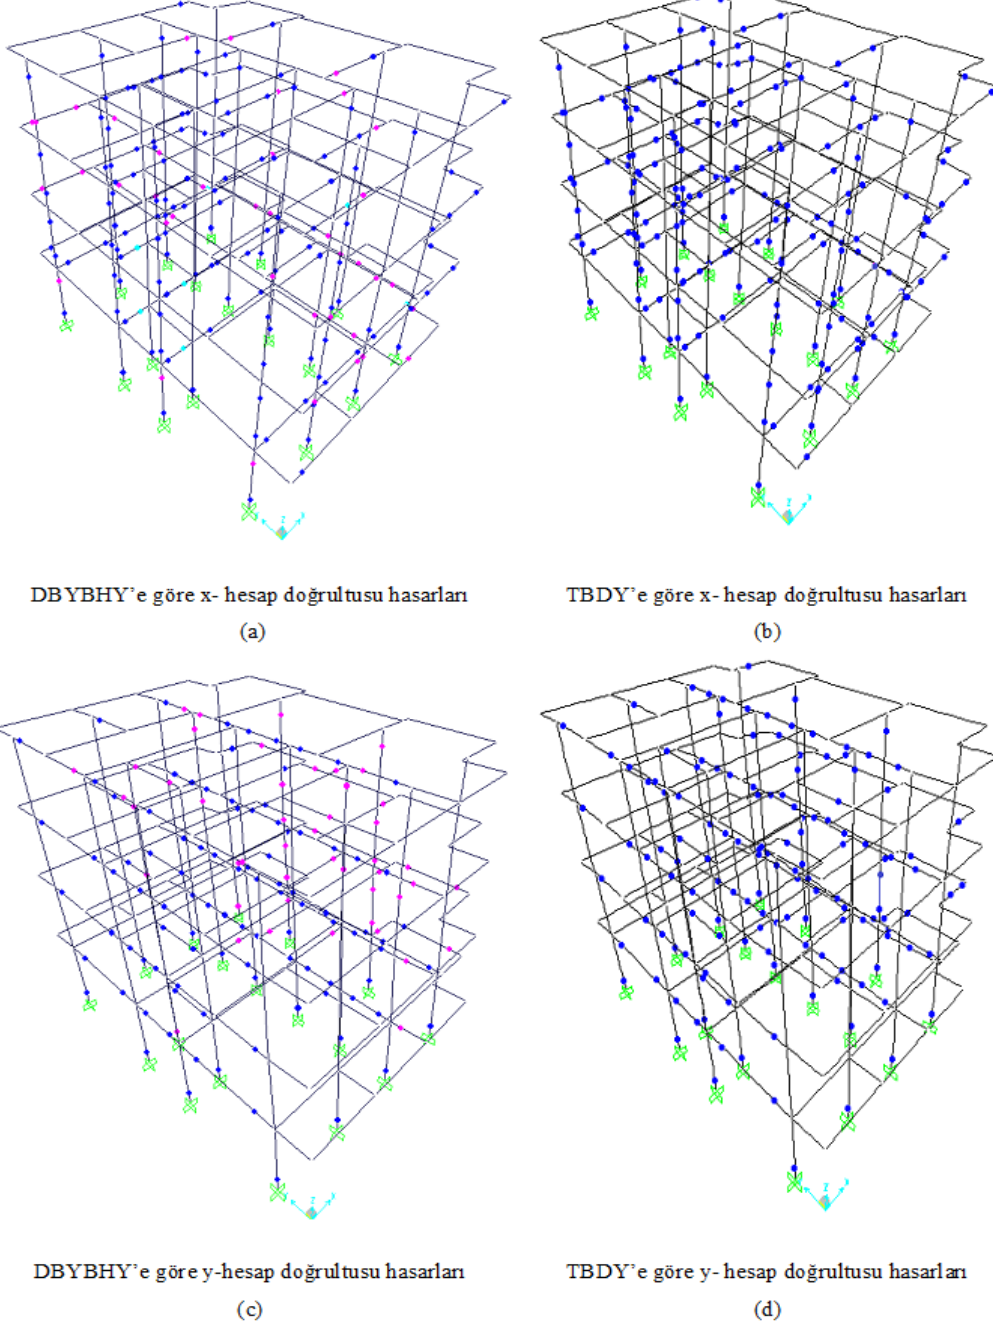 DBYBHY’e göre x- hesap doğrultusu hasarları
TBDY’e göre x- hesap doğrultusu hasarları
(a)
(b)
DBYBHY’e göre y-hesap doğrultusu hasarları
TBDY’e göre y- hesap doğrultusu hasarları
(c)
(d)